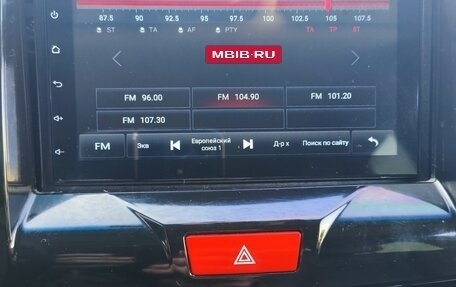 87.5 90 92.5 95 97.5 100 102.5 105 107.5
ST TA AF PTY TA TP ST
MBIB.RU
FM 96.00 FM 104.90 FM 101.20
FM 107.30
FM Экв Европейский союз 1 Д-р x Поиск по сайту